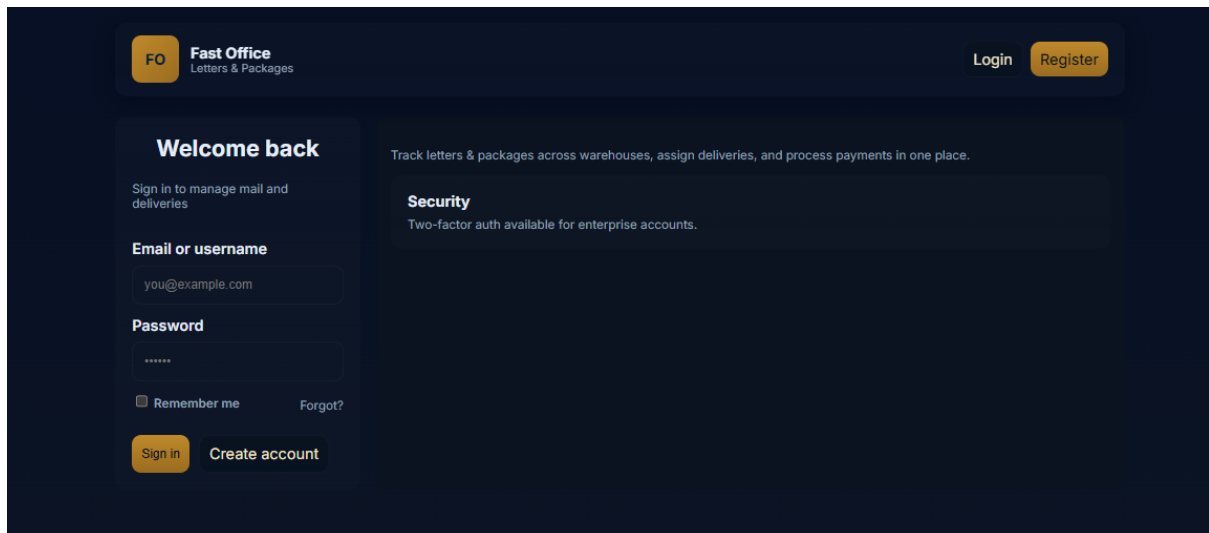 FO
Fast Office
Letters & Packages
Login
Register
Welcome back
Sign in to manage mail and
deliveries
Email or username
you@example.com
Password
••••••
Remember me
Forgot?
Sign in
Create account
Track letters & packages across warehouses, assign deliveries, and process payments in one place.
Security
Two-factor auth available for enterprise accounts.